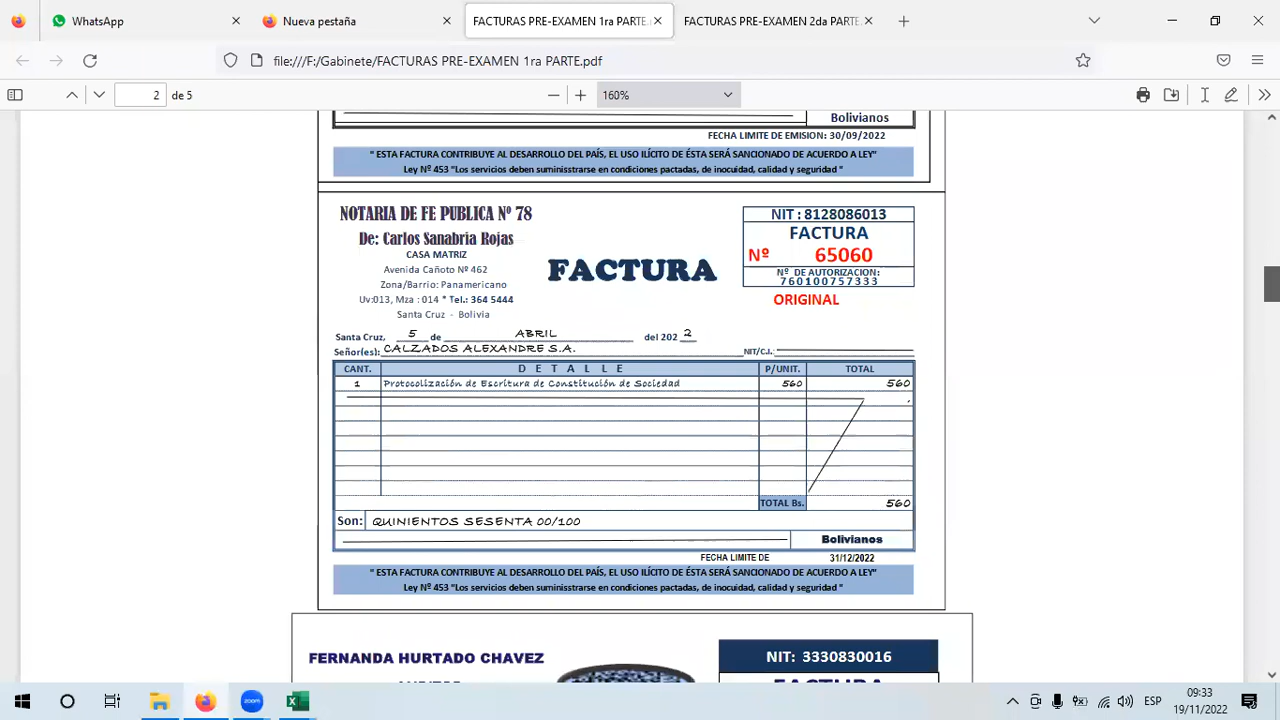 WhatsApp
Nueva pestaña
FACTURAS PRE-EXAMEN 1ra PARTE.
FACTURAS PRE-EXAMEN 2da PARTE.
file:///F:/Gabinete/FACTURAS PRE-EXAMEN 1ra PARTE.pdf
2 de 5
160%
Bolivianos
FECHA LIMITE DE EMISION: 30/09/2022
" ESTA FACTURA CONTRIBUYE AL DESARROLLO DEL PAÍS, EL USO ILÍCITO DE ÉSTA SERÁ SANCIONADO DE ACUERDO A LEY"
Ley Nº 453 "Los servicios deben suminisstrarse en condiciones pactadas, de inocuidad, calidad y seguridad "
NOTARIA DE FE PUBLICA Nº 78
De: Carlos Sanabria Rojas
CASA MATRIZ
Avenida Cañoto Nº 462
Zona/Barrio: Panamericano
Uv:013, Mza : 014 * Tel.: 364 5444
Santa Cruz - Bolivia
FACTURA
NIT : 8128086013
FACTURA
Nº 65060
Nº DE AUTORIZACION:
760100757333
ORIGINAL
Santa Cruz, 5 de ABRIL del 202 2
Señor(es): CALZADOS ALEXANDRE S.A. NIT/C.I.:
CANT. DETALLE P/UNIT. TOTAL
1 Protocolización de Escritura de Constitución de Sociedad 560 560
TOTAL Bs. 560
Son: QUINIENTOS SESENTA 00/100
Bolivianos
FECHA LIMITE DE 31/12/2022
" ESTA FACTURA CONTRIBUYE AL DESARROLLO DEL PAÍS, EL USO ILÍCITO DE ÉSTA SERÁ SANCIONADO DE ACUERDO A LEY"
Ley Nº 453 "Los servicios deben suminisstrarse en condiciones pactadas, de inocuidad, calidad y seguridad "
FERNANDA HURTADO CHAVEZ
NIT: 3330830016
zoom
ESP
09:33
19/11/2022